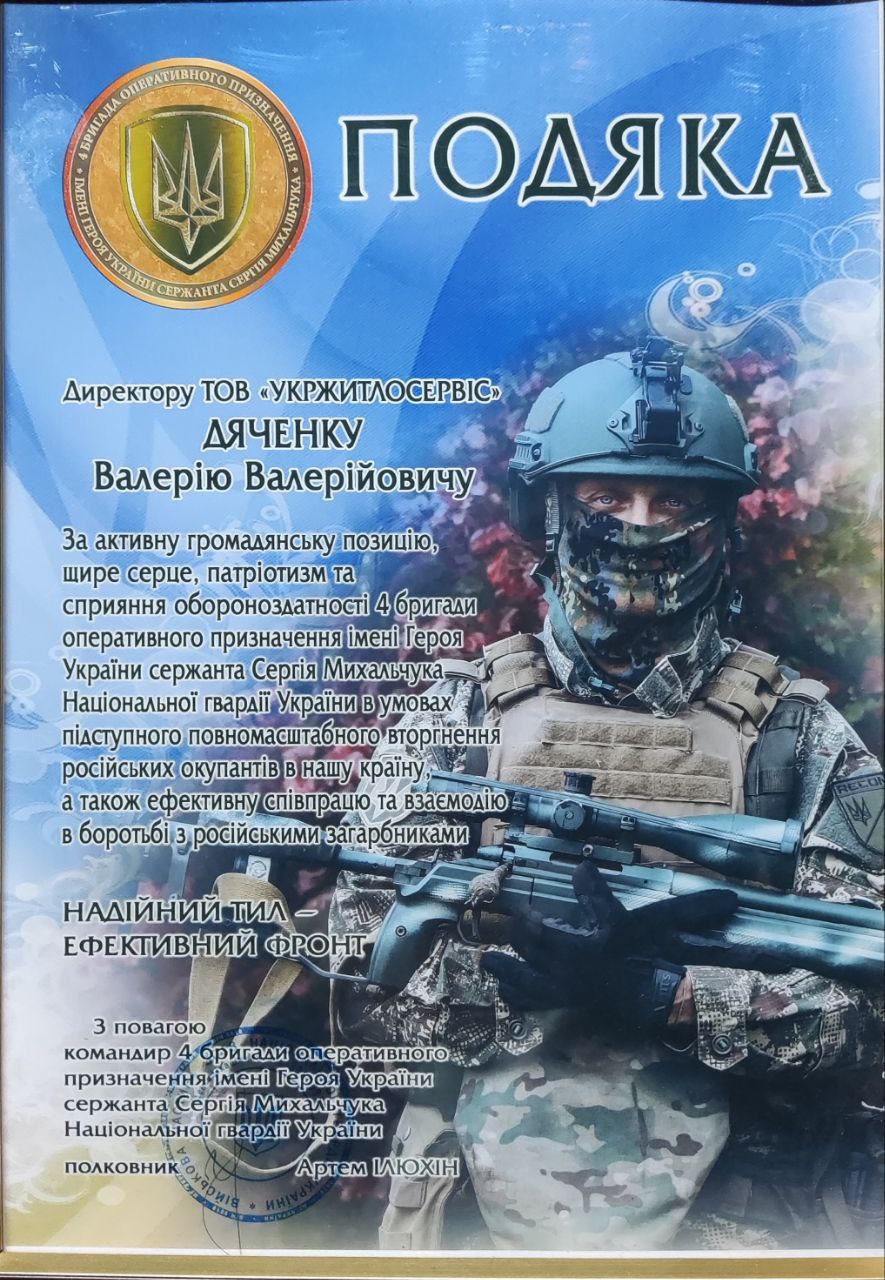 4 БРИГАДА ОПЕРАТИВНОГО ПРИЗНАЧЕННЯ
ІМЕНІ ГЕРОЯ УКРАЇНИ СЕРЖАНТА СЕРГІЯ МИХАЛЬЧУКА
ПОДЯКА
Директору ТОВ «УКРЖИТЛОСЕРВІС»
ДЯЧЕНКУ
Валерію Валерійовичу
За активну громадянську позицію,
щире серце, патріотизм та
сприяння обороноздатності 4 бригади
оперативного призначення імені Героя
України сержанта Сергія Михальчука
Національної гвардії України в умовах
підступного повномасштабного вторгнення
російських окупантів в нашу країну,
а також ефективну співпрацю та взаємодію
в боротьбі з російськими загарбниками
RECON
НАДІЙНИЙ ТИЛ –
ЕФЕКТИВНИЙ ФРОНТ
З повагою
командир 4 бригади оперативного
призначення імені Героя України
сержанта Сергія Михальчука
Національної гвардії України
полковник Артем ІЛЮХІН
ВІЙСЬКОВА
УКРАЇНИ